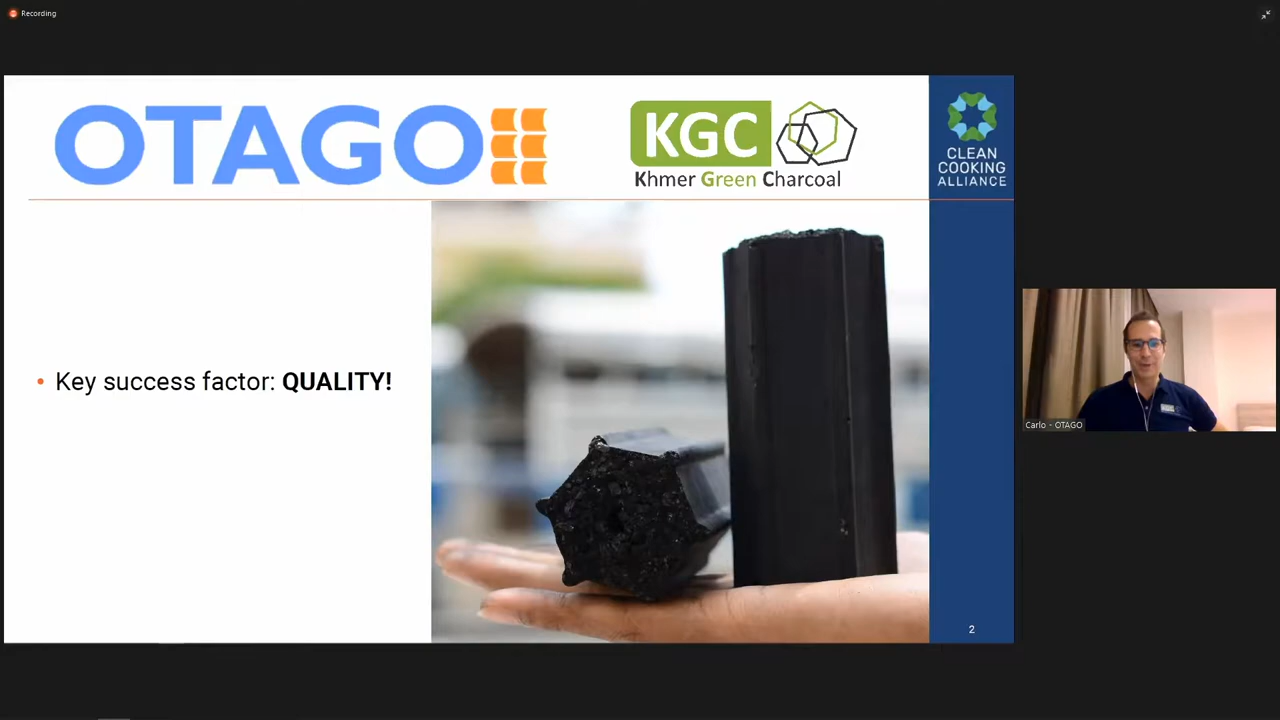 Recording
OTAGO
KGC
Khmer Green Charcoal
CLEAN
COOKING
ALLIANCE
• Key success factor: QUALITY!
Carlo - OTAGO
2